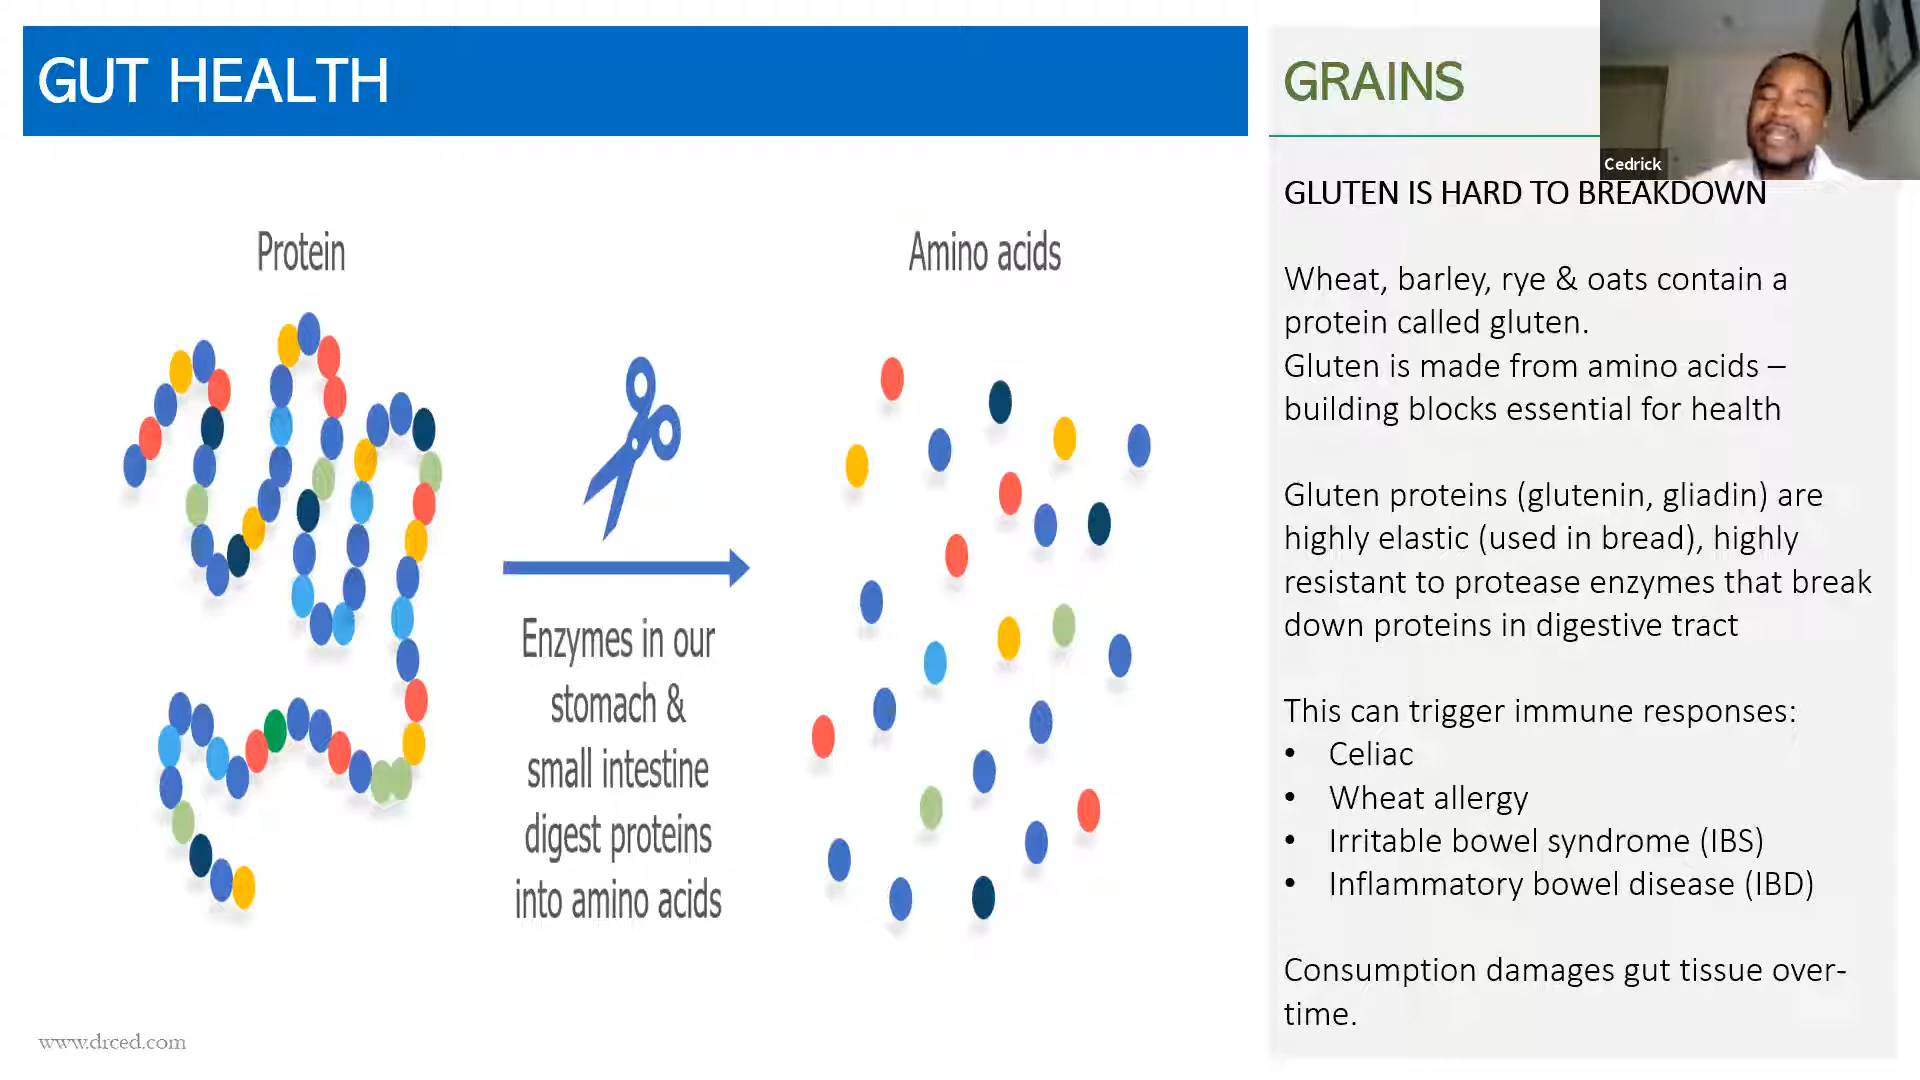 GUT HEALTH
Protein
Amino acids
Enzymes in our
stomach &
small intestine
digest proteins
into amino acids
www.drced.com
GRAINS
Cedrick
GLUTEN IS HARD TO BREAKDOWN
Wheat, barley, rye & oats contain a
protein called gluten.
Gluten is made from amino acids –
building blocks essential for health
Gluten proteins (glutenin, gliadin) are
highly elastic (used in bread), highly
resistant to protease enzymes that break
down proteins in digestive tract
This can trigger immune responses:
• Celiac
• Wheat allergy
• Irritable bowel syndrome (IBS)
• Inflammatory bowel disease (IBD)
Consumption damages gut tissue over-
time.